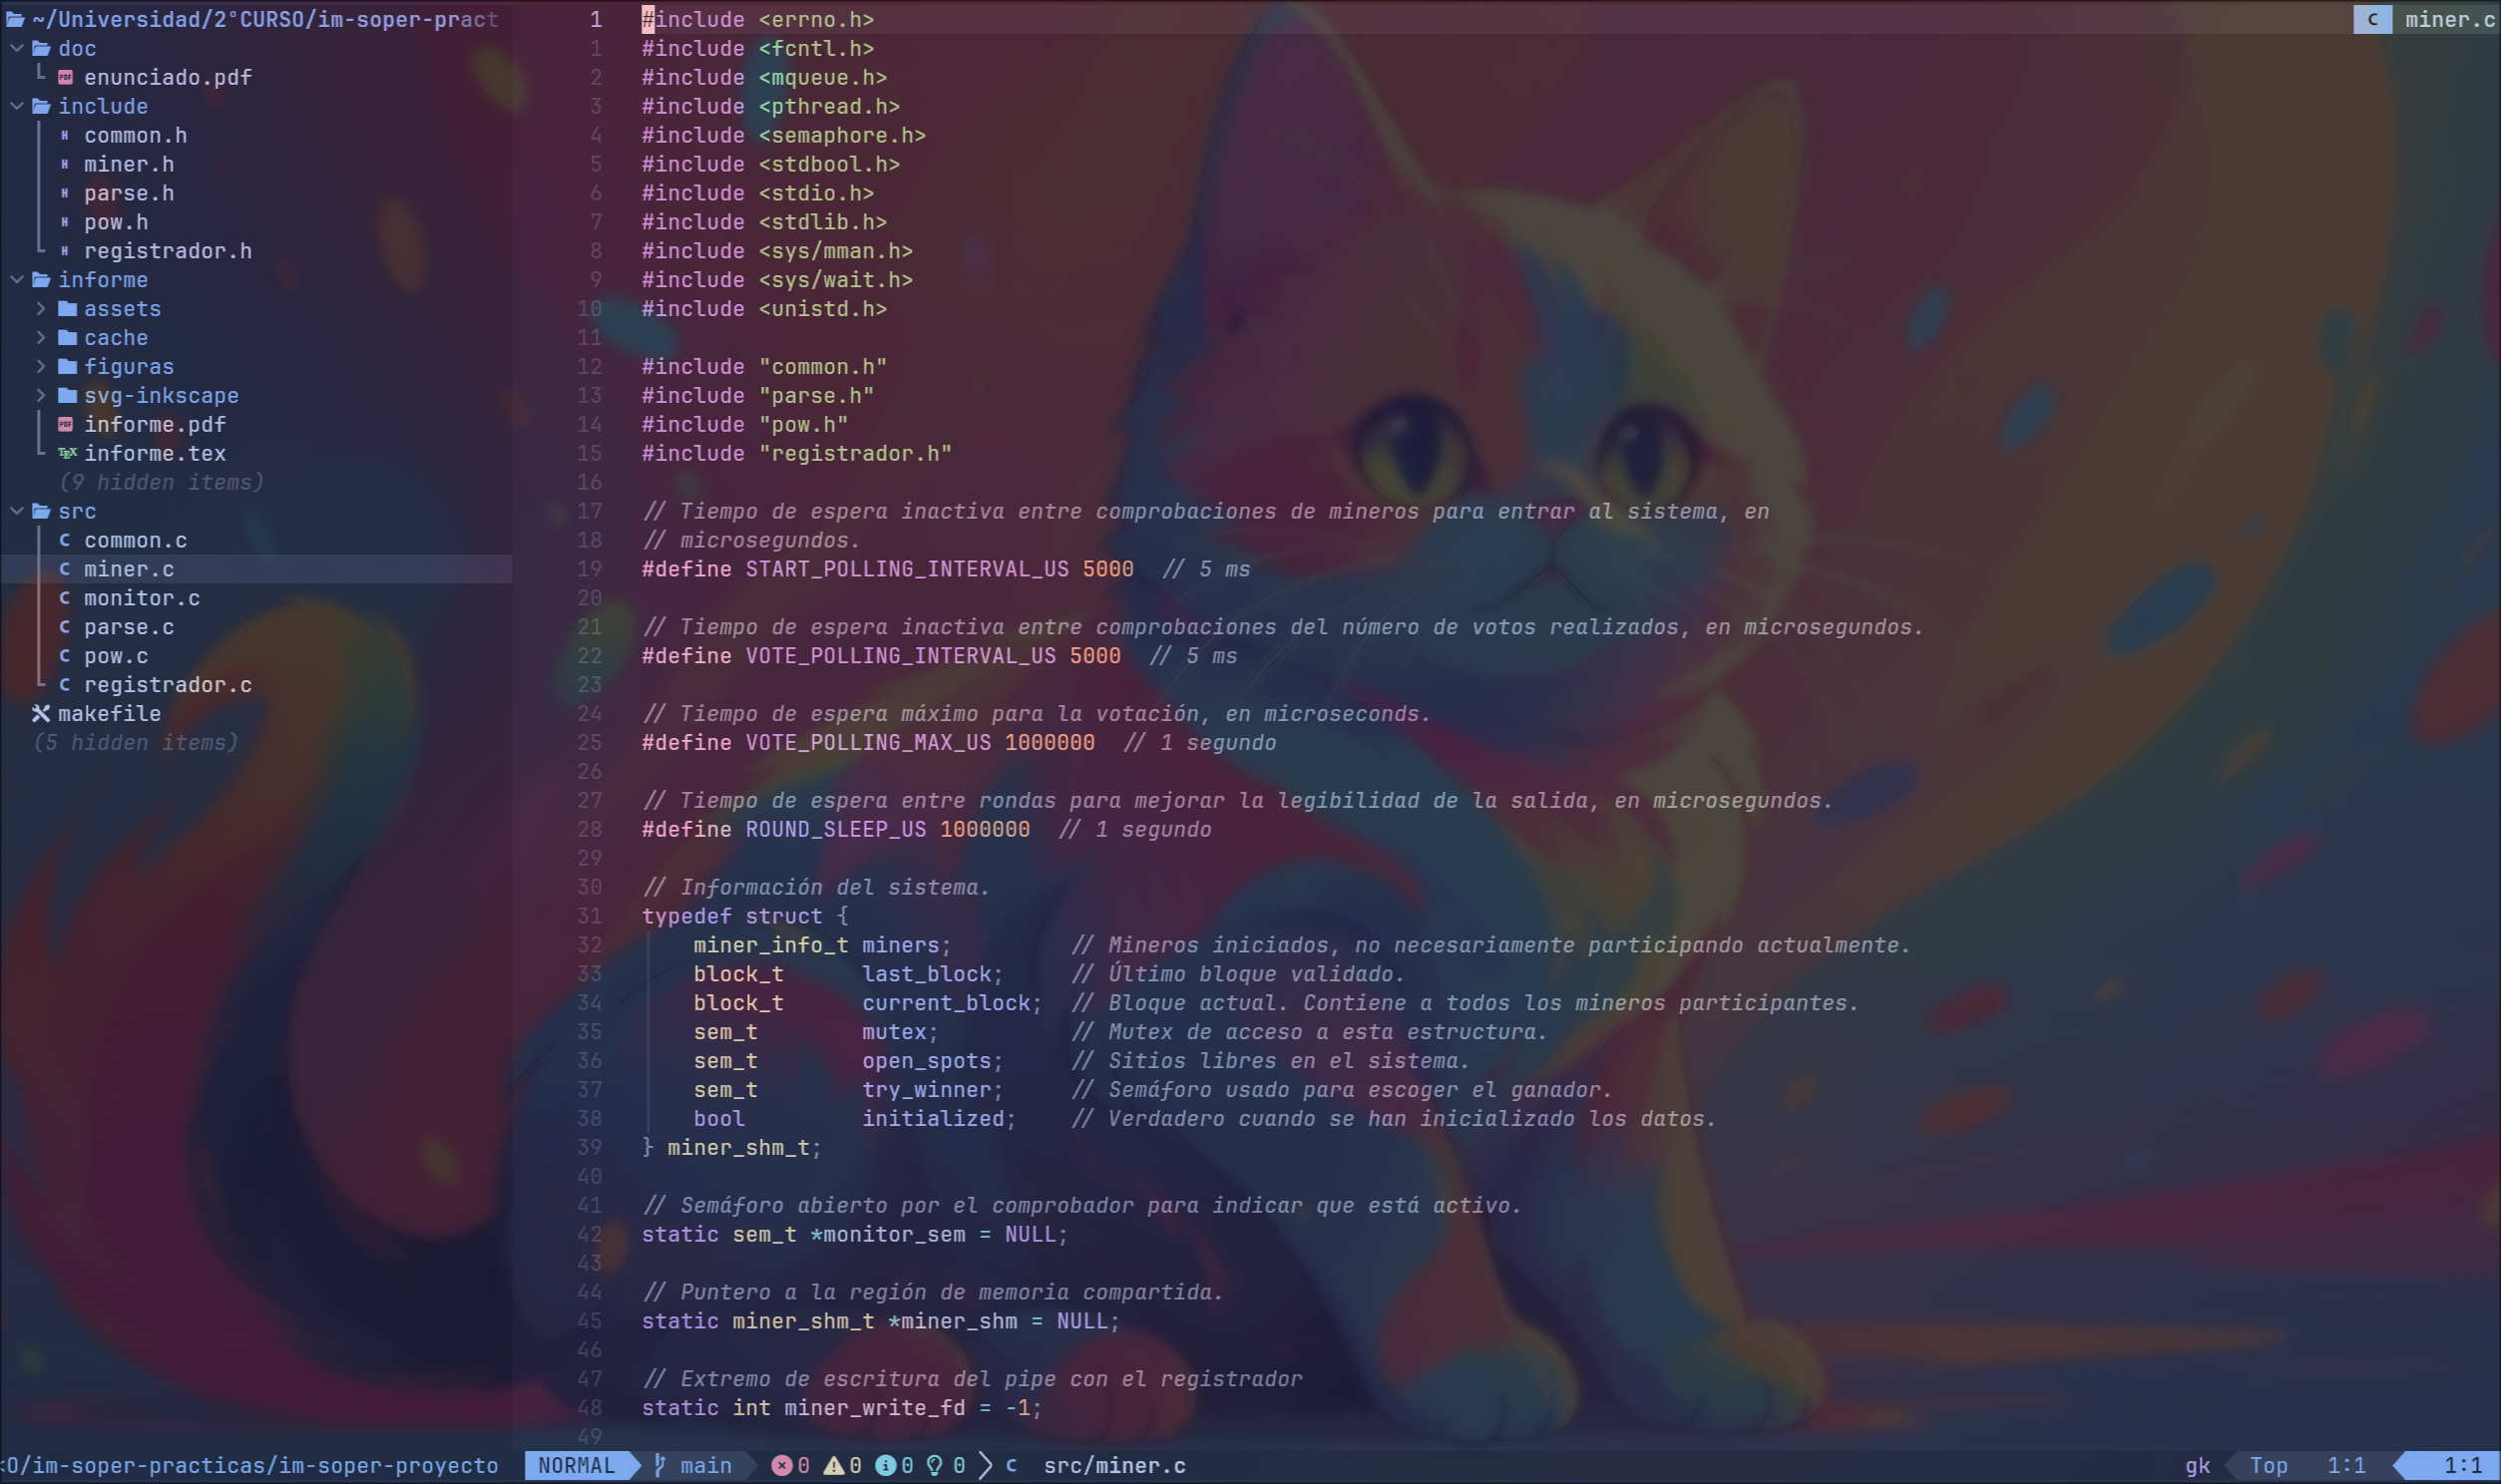 ~/Universidad/2°CURSO/im-soper-pract
doc
enunciado.pdf
include
common.h
miner.h
parse.h
pow.h
registrador.h
informe
assets
cache
figuras
svg-inkscape
informe.pdf
informe.tex
(9 hidden items)
src
common.c
miner.c
monitor.c
parse.c
pow.c
registrador.c
makefile
(5 hidden items)
C miner.c
1 #include <errno.h>
1 #include <fcntl.h>
2 #include <mqueue.h>
3 #include <pthread.h>
4 #include <semaphore.h>
5 #include <stdbool.h>
6 #include <stdio.h>
7 #include <stdlib.h>
8 #include <sys/mman.h>
9 #include <sys/wait.h>
10 #include <unistd.h>
11
12 #include "common.h"
13 #include "parse.h"
14 #include "pow.h"
15 #include "registrador.h"
16
17 // Tiempo de espera inactiva entre comprobaciones de mineros para entrar al sistema, en
18 // microsegundos.
19 #define START_POLLING_INTERVAL_US 5000  // 5 ms
20
21 // Tiempo de espera inactiva entre comprobaciones del número de votos realizados, en microsegundos.
22 #define VOTE_POLLING_INTERVAL_US 5000  // 5 ms
23
24 // Tiempo de espera máximo para la votación, en microseconds.
25 #define VOTE_POLLING_MAX_US 1000000  // 1 segundo
26
27 // Tiempo de espera entre rondas para mejorar la legibilidad de la salida, en microsegundos.
28 #define ROUND_SLEEP_US 1000000  // 1 segundo
29
30 // Información del sistema.
31 typedef struct {
32     miner_info_t miners;         // Mineros iniciados, no necesariamente participando actualmente.
33     block_t      last_block;     // Último bloque validado.
34     block_t      current_block;  // Bloque actual. Contiene a todos los mineros participantes.
35     sem_t        mutex;          // Mutex de acceso a esta estructura.
36     sem_t        open_spots;     // Sitios libres en el sistema.
37     sem_t        try_winner;     // Semáforo usado para escoger el ganador.
38     bool         initialized;    // Verdadero cuando se han inicializado los datos.
39 } miner_shm_t;
40
41 // Semáforo abierto por el comprobador para indicar que está activo.
42 static sem_t *monitor_sem = NULL;
43
44 // Puntero a la región de memoria compartida.
45 static miner_shm_t *miner_shm = NULL;
46
47 // Extremo de escritura del pipe con el registrador
48 static int miner_write_fd = -1;
49
<O/im-soper-practicas/im-soper-proyecto NORMAL main 0 0 0 0 C src/miner.c gk Top 1:1 1:1